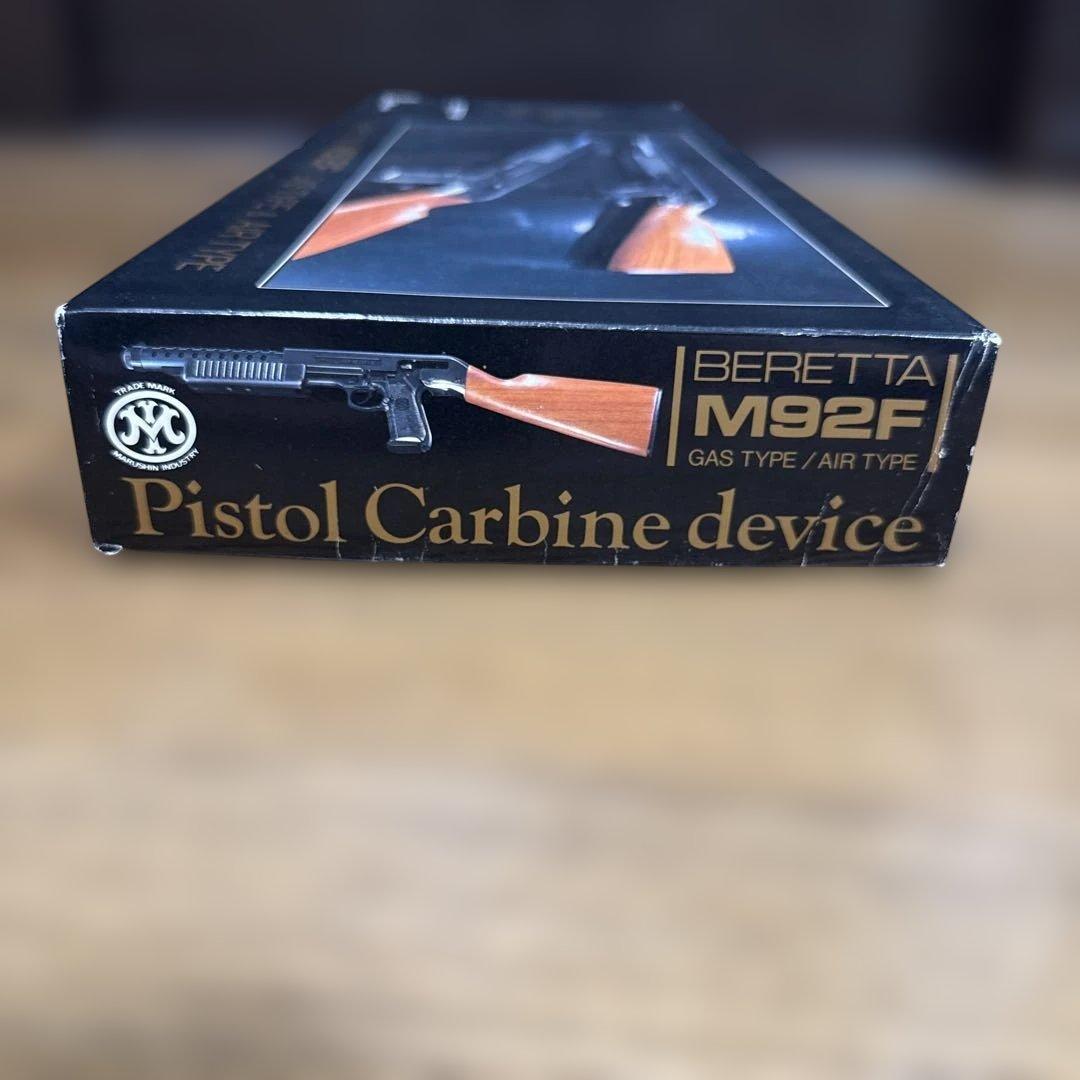 BERETTA
M92F
GAS TYPE / AIR TYPE
TRADE MARK
MARUSHIN INDUSTRY
Pistol Carbine device